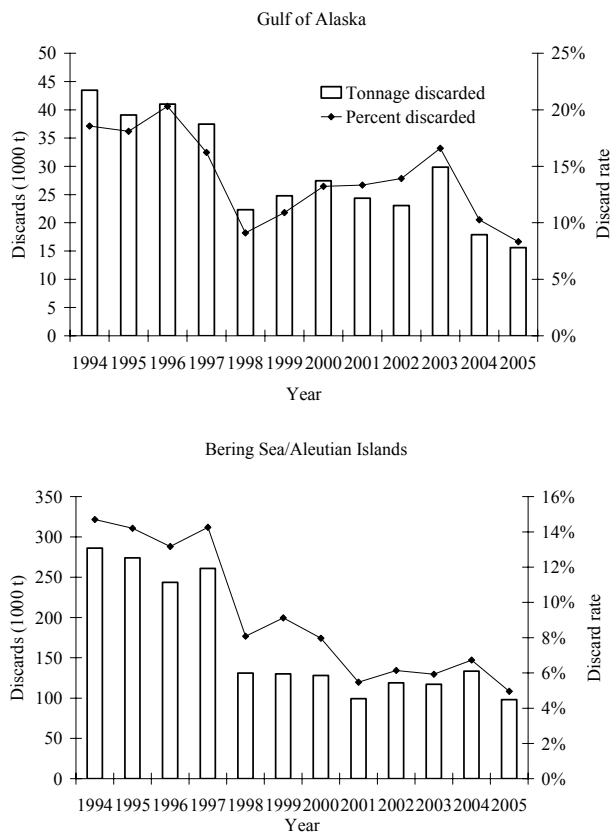 Gulf of Alaska
50
45
40
35
30
25
20
15
10
5
0
Discards (1000 t)
25%
20%
15%
10%
5%
0%
Discard rate
Tonnage discarded
Percent discarded
1994 1995 1996 1997 1998 1999 2000 2001 2002 2003 2004 2005
Year
Bering Sea/Aleutian Islands
350
300
250
200
150
100
50
0
Discards (1000 t)
16%
14%
12%
10%
8%
6%
4%
2%
0%
Discard rate
1994 1995 1996 1997 1998 1999 2000 2001 2002 2003 2004 2005
Year